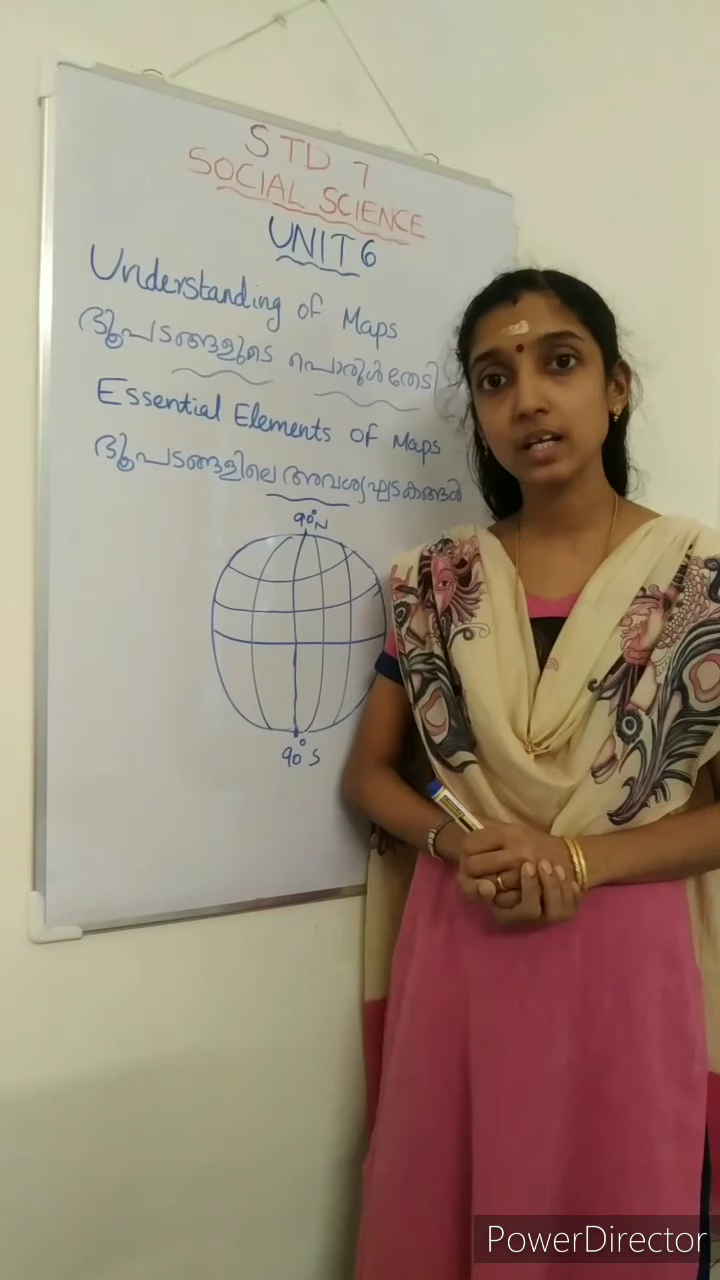 STD 7
SOCIAL SCIENCE
UNIT 6
Understanding of Maps
ഭൂപടങ്ങളുടെ പൊരുൾതേടി
Essential Elements of Maps
ഭൂപടങ്ങളിലെ അവശ്യഘടകങ്ങൾ
90°N
90°S
PowerDirector